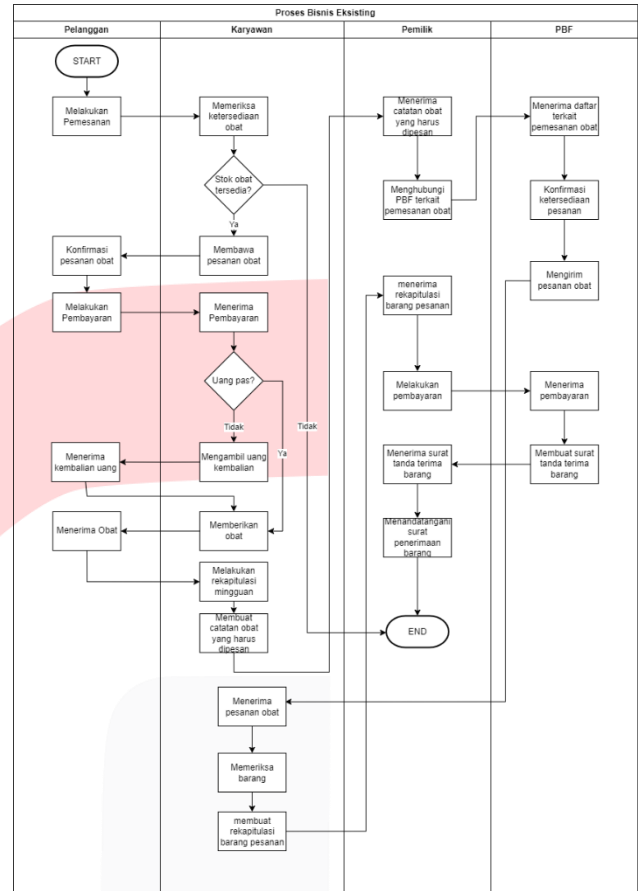 Proses Bisnis Eksisting
Pelanggan
Karyawan
Pemilik
PBF
START
Melakukan
Pemesanan
Memeriksa
ketersediaan
obat
Stok obat
tersedia?
Ya
Tidak
Membawa
pesanan obat
Konfirmasi
pesanan obat
Melakukan
Pembayaran
Menerima
Pembayaran
Uang pas?
Tidak
Ya
Mengambil uang
kembalian
Menerima
kembalian uang
Memberikan
obat
Menerima Obat
Melakukan
rekapitulasi
mingguan
Membuat
catatan obat
yang harus
dipesan
Menerima
catatan obat
yang harus
dipesan
Menghubungi
PBF terkait
pemesanan obat
Menerima daftar
terkait
pemesanan obat
Konfirmasi
ketersediaan
pesanan
Mengirim
pesanan obat
Menerima
pesanan obat
Memeriksa
barang
membuat
rekapitulasi
barang pesanan
menerima
rekapitulasi
barang pesanan
Melakukan
pembayaran
Menerima
pembayaran
Membuat surat
tanda terima
barang
Menerima surat
tanda terima
barang
Menandatangani
surat
penerimaan
barang
END